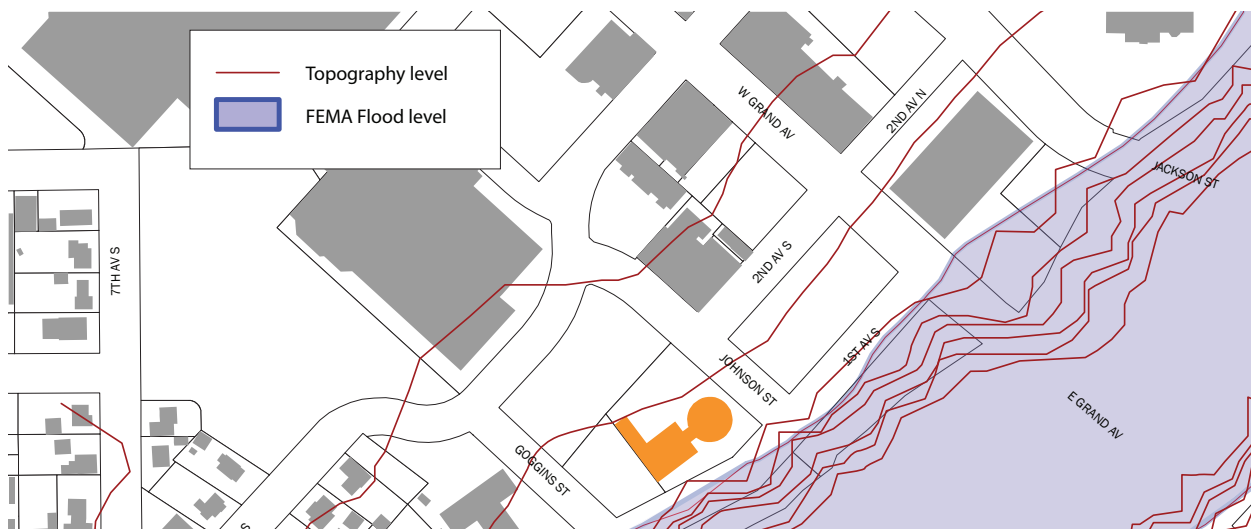 Topography level
FEMA Flood level
W GRAND AV
2ND AV N
JACKSON ST
7TH AV S
2ND AV S
1ST AV S
JOHNSON ST
E GRAND AV
GOGGINS ST
S